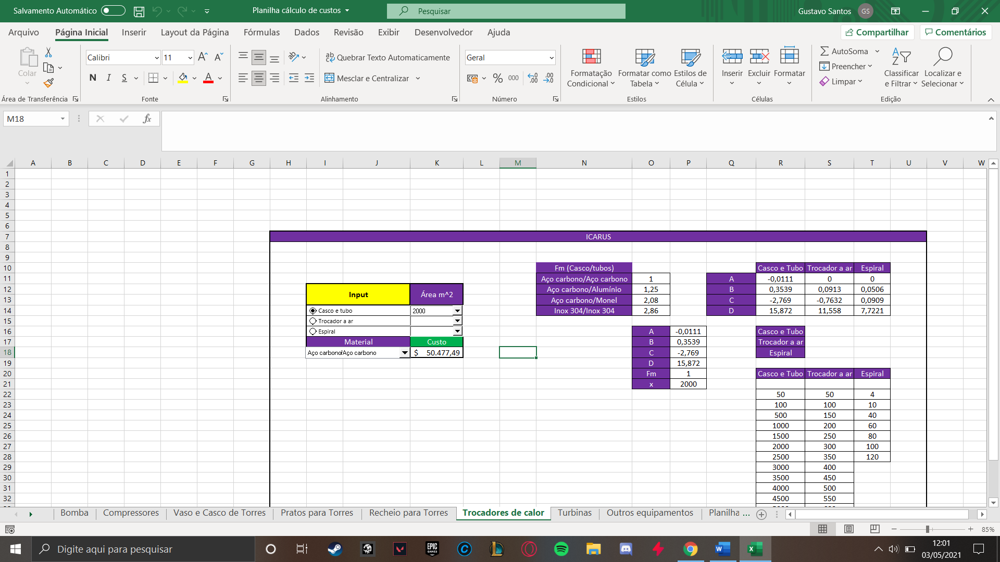 Salvamento Automático
Planilha cálculo de custos
Pesquisar
Gustavo Santos
GS
Arquivo
Página Inicial
Inserir
Layout da Página
Fórmulas
Dados
Revisão
Exibir
Desenvolvedor
Ajuda
Compartilhar
Comentários
Colar
Área de Transferência
Calibri
11
N I S
Fonte
Quebrar Texto Automaticamente
Mesclar e Centralizar
Alinhamento
Geral
% 000
Número
Formatação Condicional
Formatar como Tabela
Estilos de Célula
Estilos
Inserir
Excluir
Formatar
Células
AutoSoma
Preencher
Limpar
Classificar e Filtrar
Localizar e Selecionar
Edição
M18
fx
A B C D E F G H I J K L M N O P Q R S T U V W
1
2
3
4
5
6
7 ICARUS
8
9
10 Fm (Casco/tubos) Casco e Tubo Trocador a ar Espiral
11 Aço carbono/Aço carbono 1 A -0,0111 0 0
12 Aço carbono/Alumínio 1,25 B 0,3539 0,0913 0,0506
Input Área m^2
13 Aço carbono/Monel 2,08 C -2,769 -0,7632 0,0909
14 Casco e tubo 2000 Inox 304/Inox 304 2,86 D 15,872 11,558 7,7221
15 Trocador a ar
16 Espiral A -0,0111 Casco e Tubo
17 Material Custo B 0,3539 Trocador a ar
18 Aço carbono/Aço carbono $ 50.477,49 C -2,769 Espiral
19 D 15,872
20 Fm 1 Casco e Tubo Trocador a ar Espiral
21 x 2000
22 50 50 4
23 100 100 10
24 500 150 40
25 1000 200 60
26 1500 250 80
27 2000 300 100
28 2500 350 120
29 3000 400
30 3500 450
31 4000 500
32 4500 550
Bomba
Compressores
Vaso e Casco de Torres
Pratos para Torres
Recheio para Torres
Trocadores de calor
Turbinas
Outros equipamentos
Planilha ...
85%
Digite aqui para pesquisar
EPIC GAMES
12:01
03/05/2021